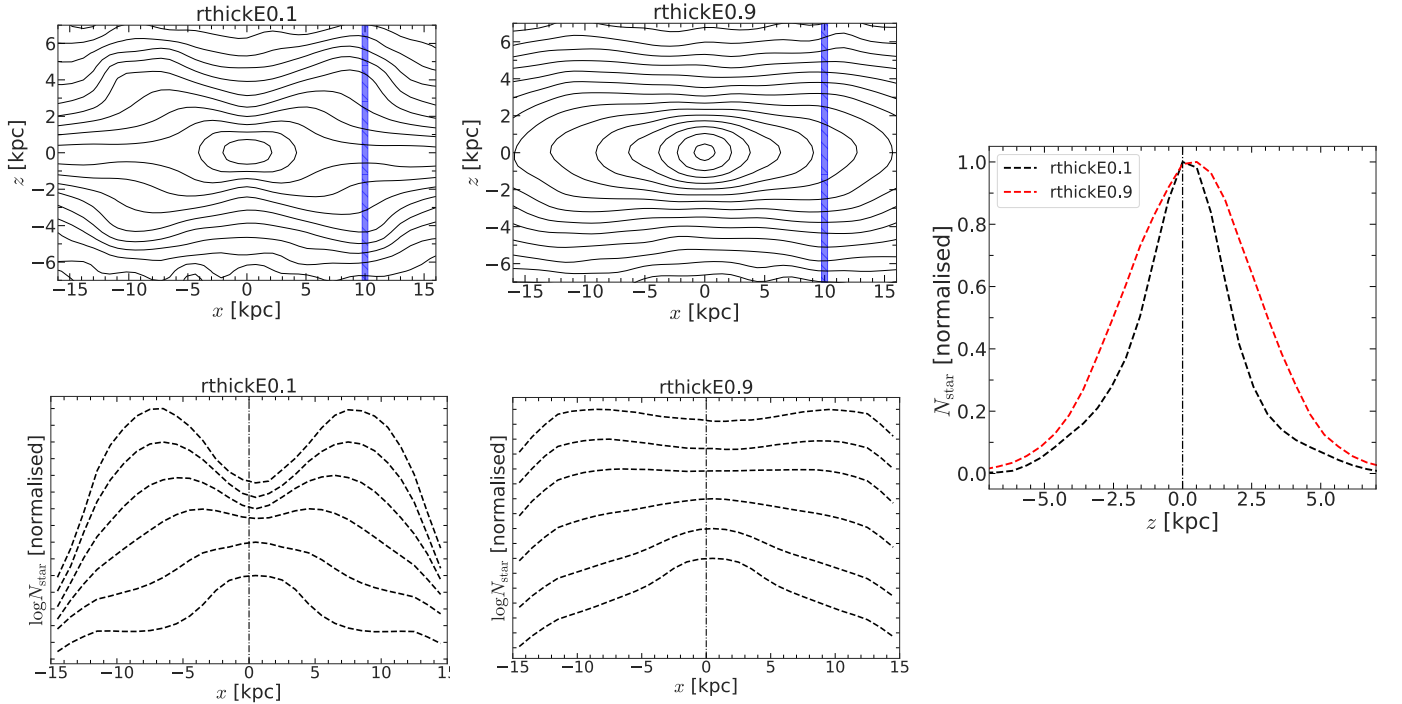 rthickE0.1
6
4
2
0
−2
−4
−6
z [kpc]
−15 −10 −5 0 5 10 15
x [kpc]
rthickE0.9
6
4
2
0
−2
−4
−6
z [kpc]
−15 −10 −5 0 5 10 15
x [kpc]
rthickE0.1
logN_star [normalised]
−15 −10 −5 0 5 10 15
x [kpc]
rthickE0.9
logN_star [normalised]
−15 −10 −5 0 5 10 15
x [kpc]
rthickE0.1
rthickE0.9
1.0
0.8
0.6
0.4
0.2
0.0
N_star [normalised]
−5.0 −2.5 0.0 2.5 5.0
z [kpc]